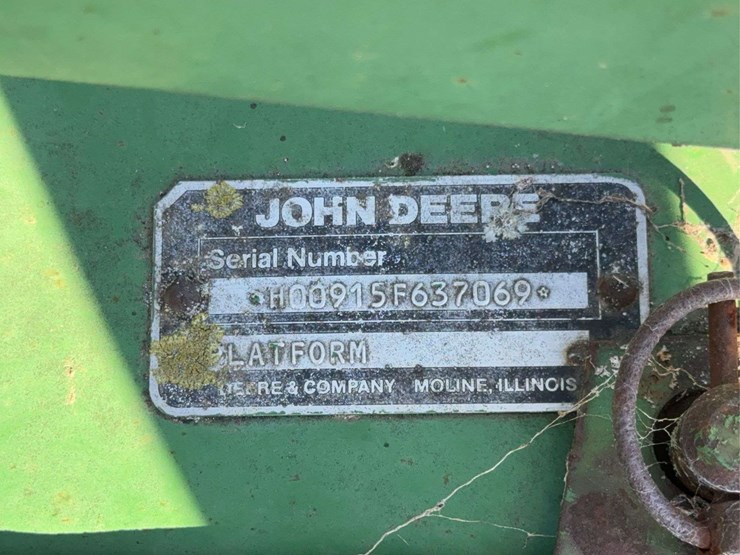 JOHN DEERE
Serial Number
*H00915F637069*
PLATFORM
DEERE & COMPANY MOLINE, ILLINOIS